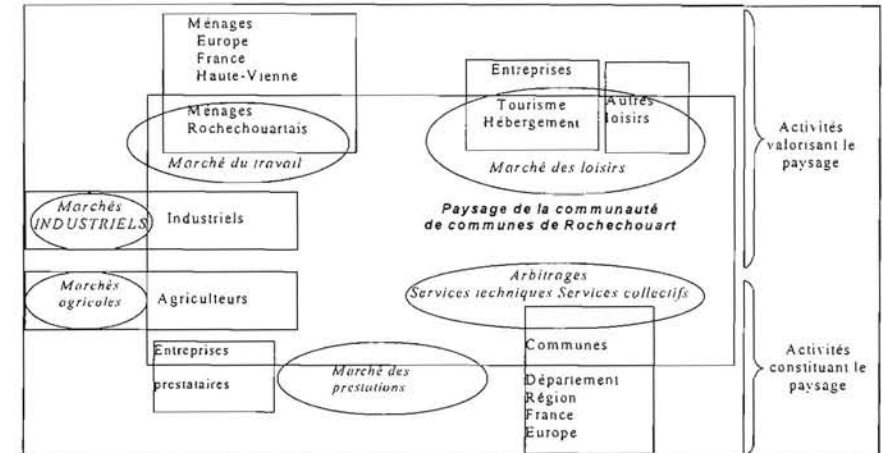 Ménages
Europe
France
Haute-Vienne
Ménages
Rochechouartais
Marché du travail
Entreprises
Tourisme
Hébergement
Autres
loisirs
Marché des loisirs
Activités
valorisant le
paysage
Marchés
INDUSTRIELS
Industriels
Paysage de la communauté
de communes de Rochechouart
Marchés
agricoles
Agriculteurs
Arbitrages
Services techniques Services collectifs
Entreprises
prestataires
Marché des
prestations
Communes
Département
Région
France
Europe
Activités
constituant le
paysage